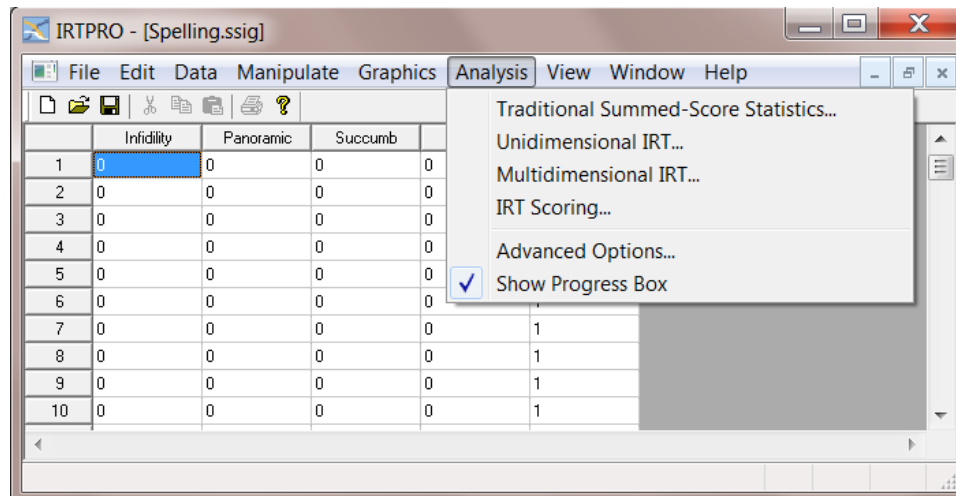 IRTPRO - [Spelling.ssig]
File Edit Data Manipulate Graphics Analysis View Window Help
Traditional Summed-Score Statistics...
Unidimensional IRT...
Multidimensional IRT...
IRT Scoring...
Advanced Options...
Show Progress Box
Infidility Panoramic Succumb
1 0 0 0 0
2 0 0 0 0
3 0 0 0 0
4 0 0 0 0
5 0 0 0 0
6 0 0 0 0
7 0 0 0 0 1
8 0 0 0 0 1
9 0 0 0 0 1
10 0 0 0 0 1